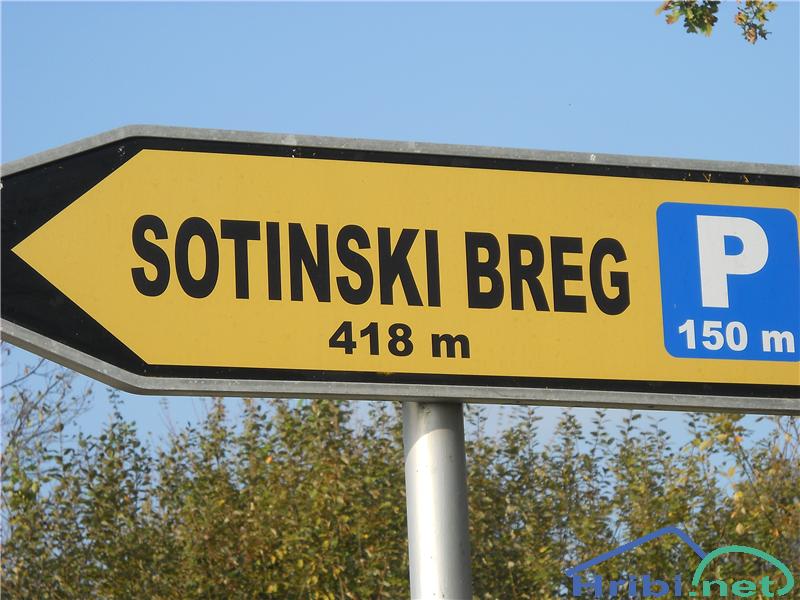 SOTINSKI BREG
418 m
P
150 m
Hribi.net